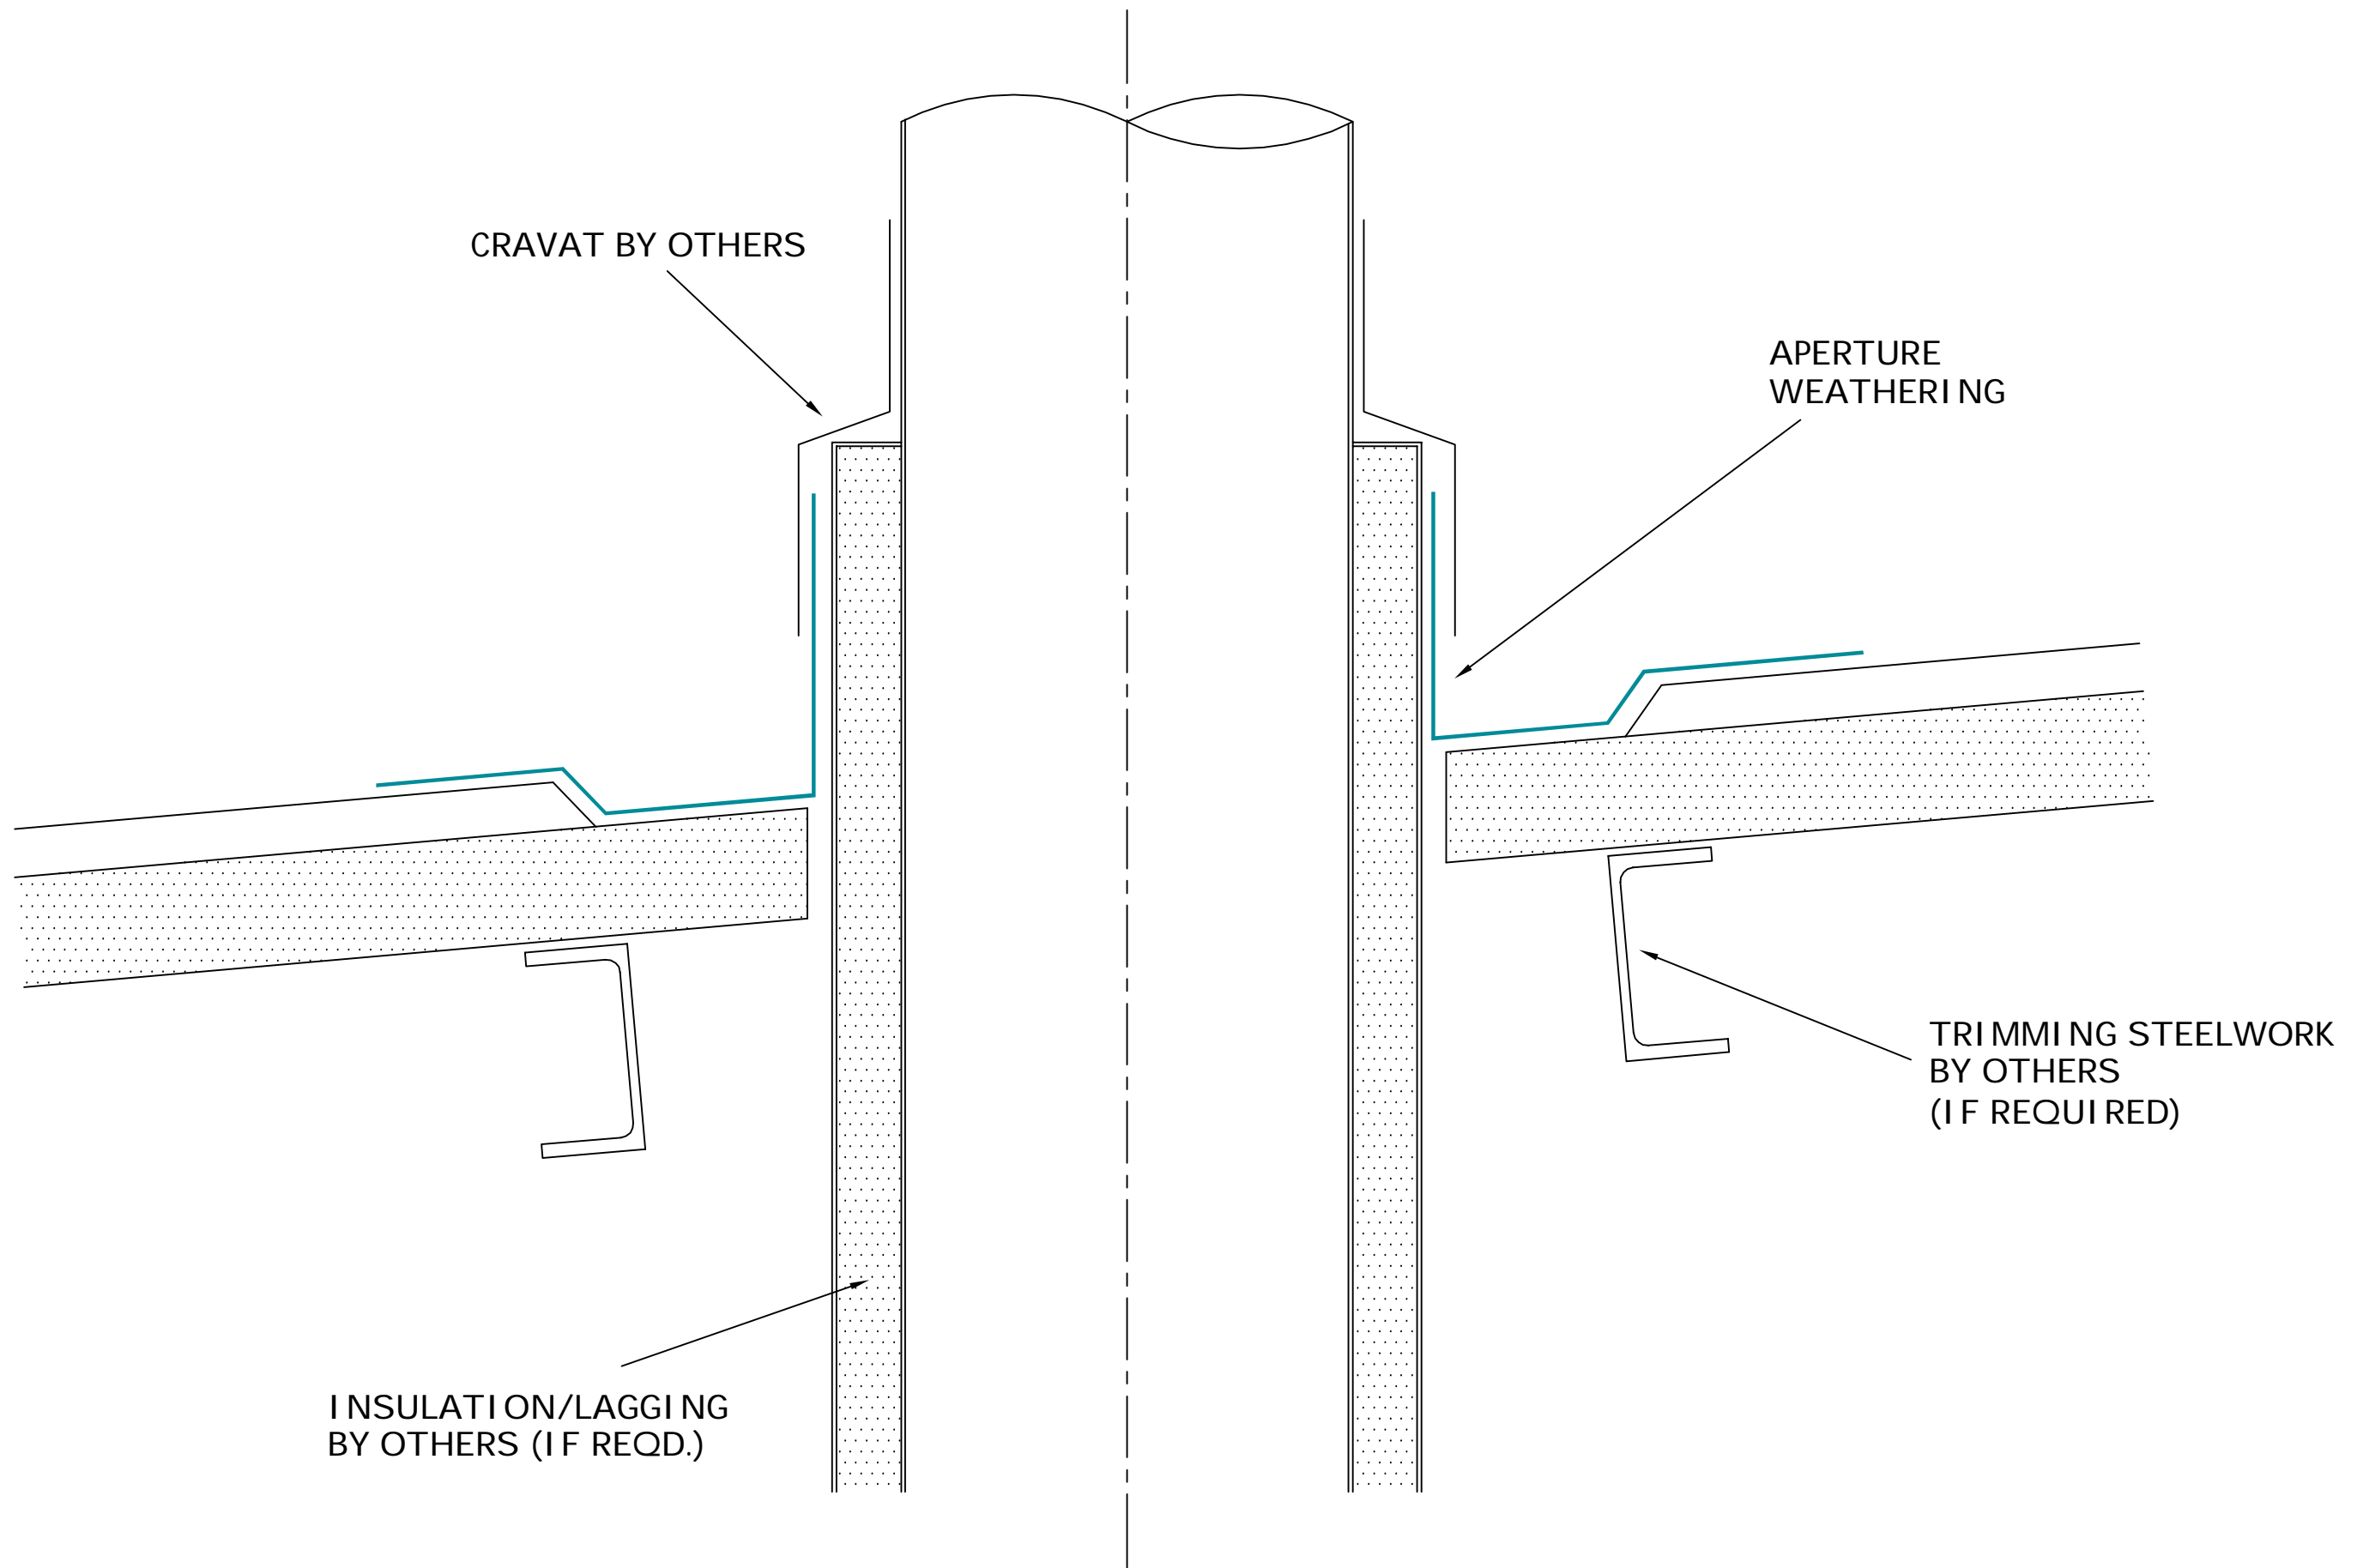 CRAVAT BY OTHERS
APERTURE
WEATHERING
TRIMMING STEELWORK
BY OTHERS
(IF REQUIRED)
INSULATION/LAGGING
BY OTHERS (IF REQD.)